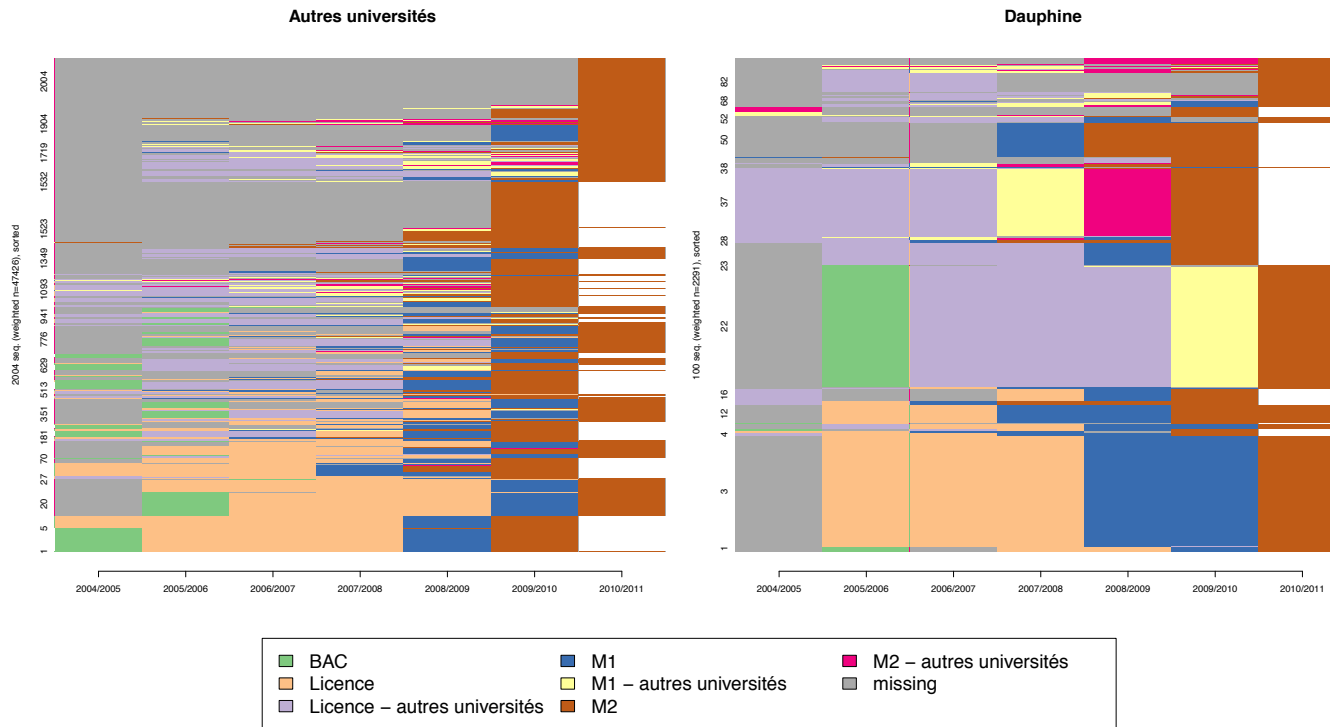 Autres universités
Dauphine
2004 seq. (weighted n=47426), sorted
2004
1904
1719
1532
1523
1349
1093
941
776
629
513
351
181
70
27
20
5
1
100 seq. (weighted n=2291), sorted
82
68
52
50
38
37
28
23
22
16
12
4
3
1
2004/2005 2005/2006 2006/2007 2007/2008 2008/2009 2009/2010 2010/2011
2004/2005 2005/2006 2006/2007 2007/2008 2008/2009 2009/2010 2010/2011
BAC
Licence
Licence – autres universités
M1
M1 – autres universités
M2
M2 – autres universités
missing